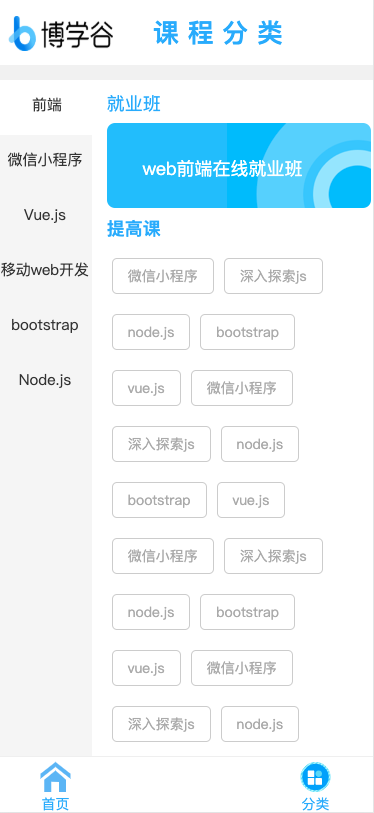 博学谷 课程分类
前端
微信小程序
Vue.js
移动web开发
bootstrap
Node.js
就业班
web前端在线就业班
提高课
微信小程序 深入探索js
node.js bootstrap
vue.js 微信小程序
深入探索js node.js
bootstrap vue.js
微信小程序 深入探索js
node.js bootstrap
vue.js 微信小程序
深入探索js node.js
首页 分类